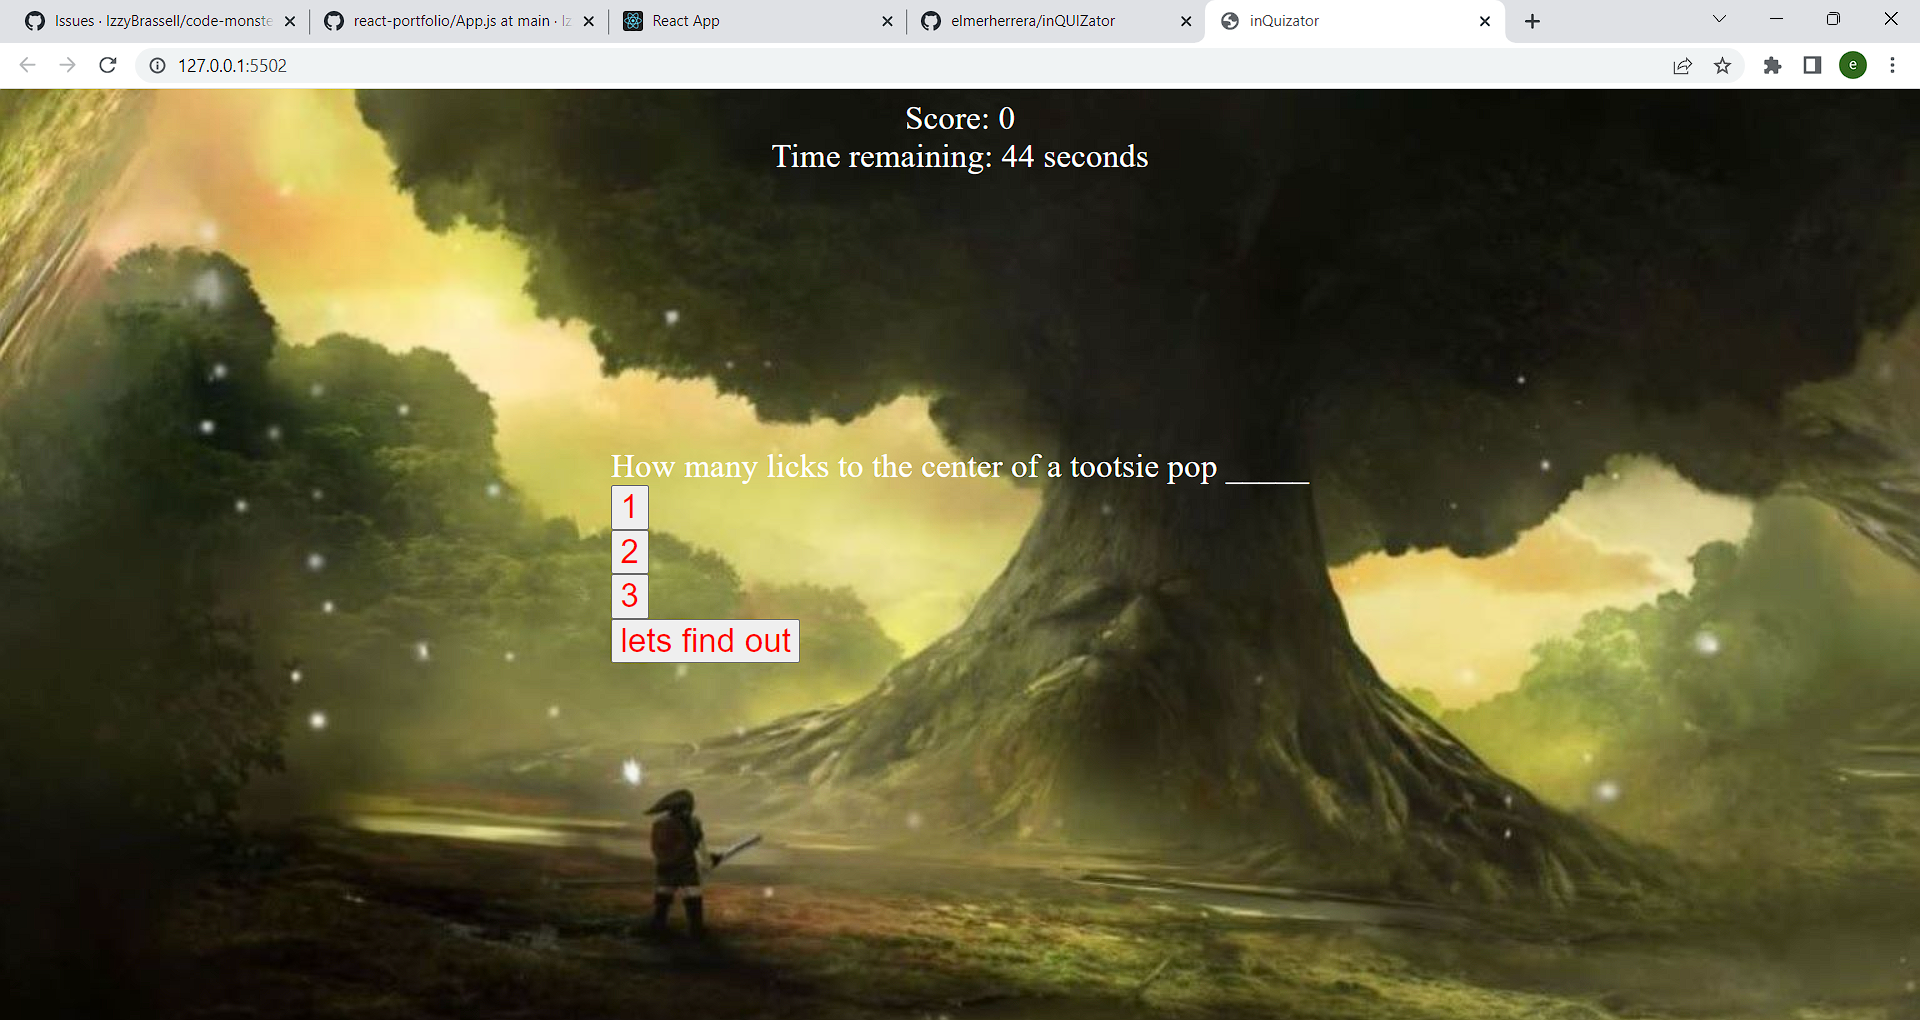 Issues · IzzyBrassell/code-monste
react-portfolio/App.js at main · Iz
React App
elmerherrera/inQUIZator
inQuizator
127.0.0.1:5502
e
Score: 0
Time remaining: 44 seconds
How many licks to the center of a tootsie pop _____
1
2
3
lets find out